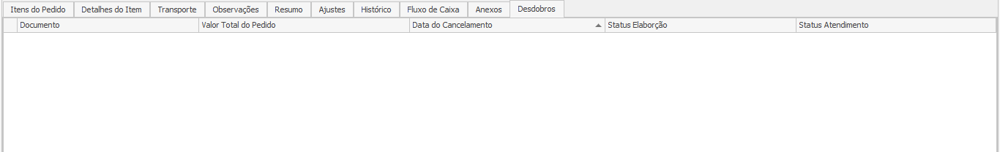 Itens do Pedido Detalhes do Item Transporte Observações Resumo Ajustes Histórico Fluxo de Caixa Anexos Desdobros
Documento Valor Total do Pedido Data do Cancelamento Status Elaborção Status Atendimento